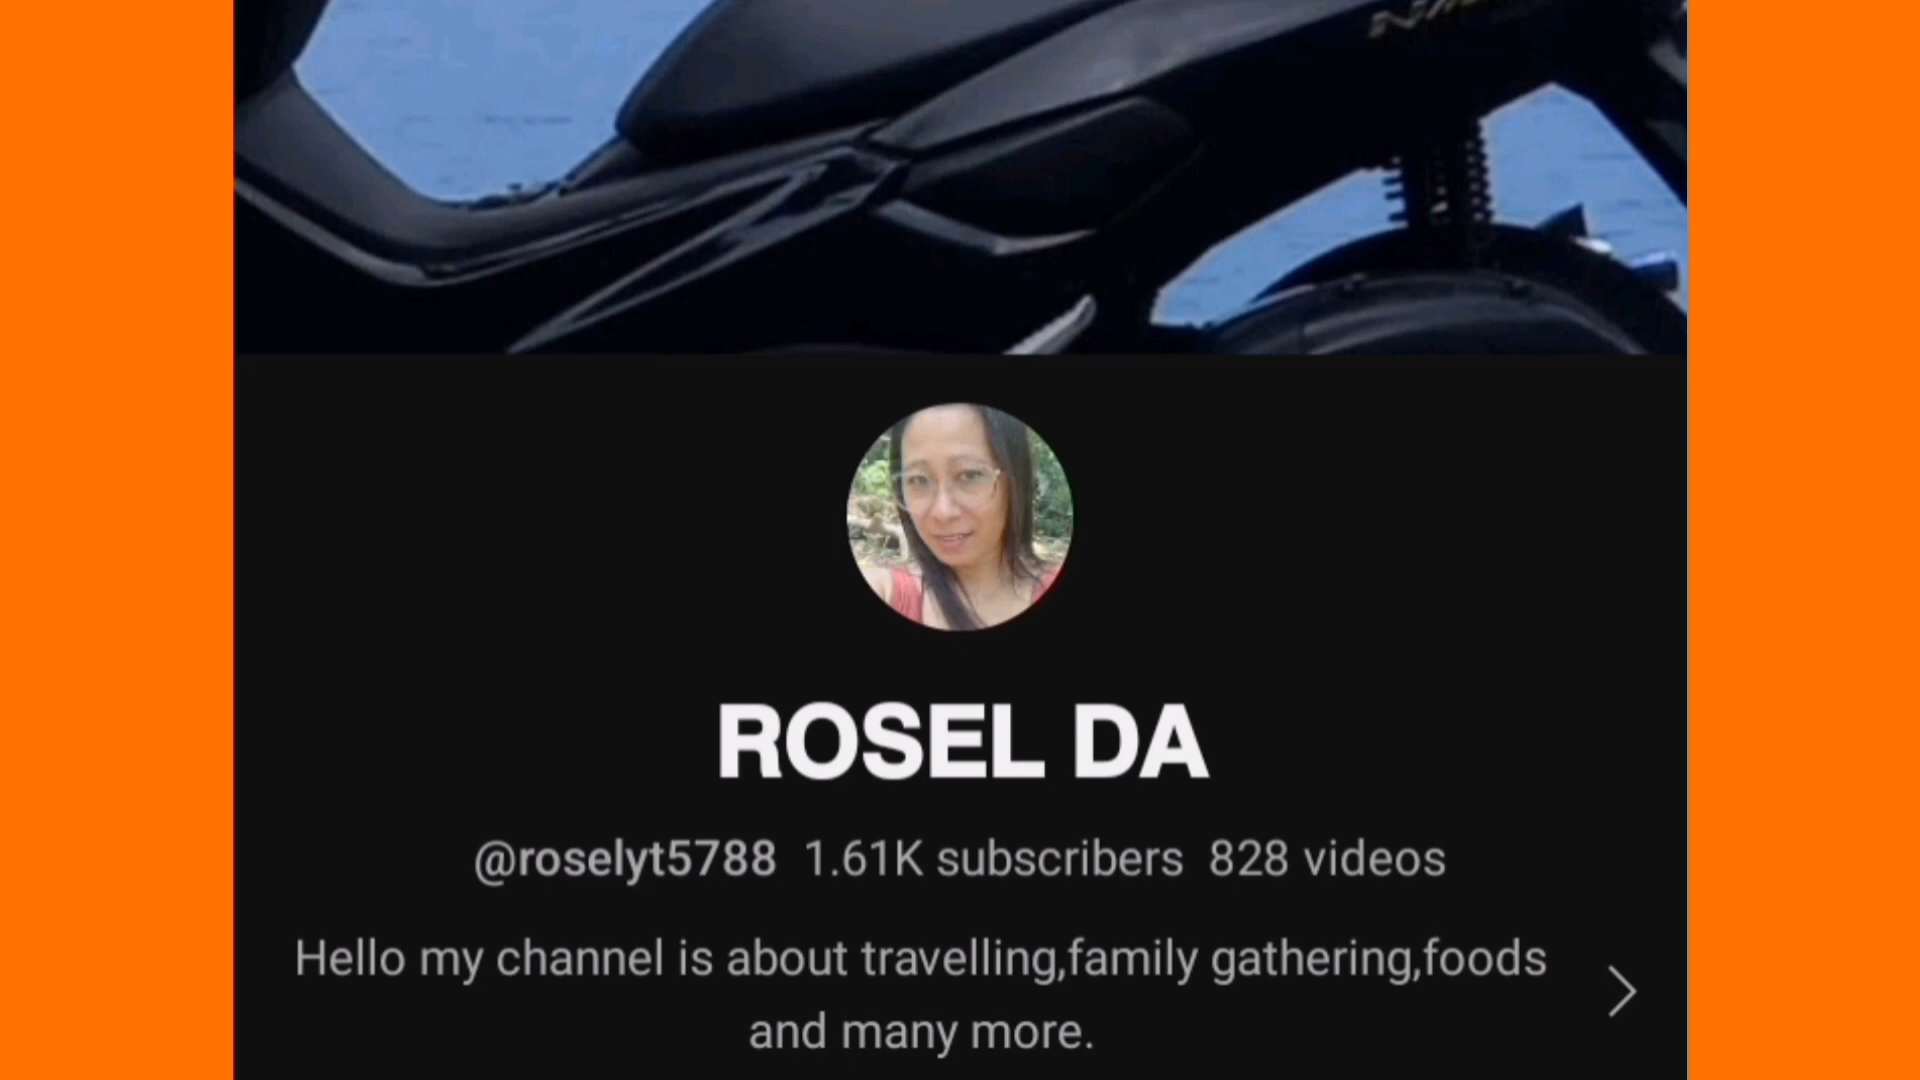 ROSEL DA
@roselyt5788 1.61K subscribers 828 videos
Hello my channel is about travelling,family gathering,foods
and many more.